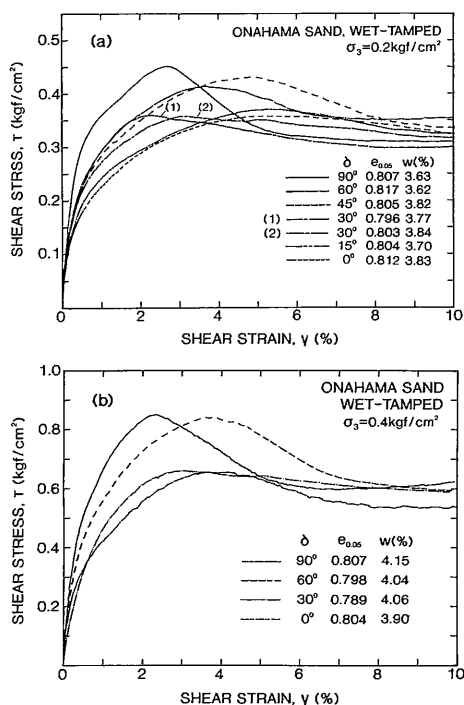 (a)
ONAHAMA SAND, WET-TAMPED
σ3=0.2kgf/cm²
0.5
0.4
0.3
0.2
0.1
SHEAR STRSS, τ (kgf/cm²)
(1) (2)
δ e0.05 w(%)
90° 0.807 3.63
60° 0.817 3.62
45° 0.805 3.82
(1) 30° 0.796 3.77
(2) 30° 0.803 3.84
15° 0.804 3.70
0° 0.812 3.83
0 2 4 6 8 10
SHEAR STRAIN, γ (%)
(b)
ONAHAMA SAND
WET-TAMPED
σ3=0.4kgf/cm²
1.0
0.8
0.6
0.4
0.2
SHEAR STRESS, τ (kgf/cm²)
δ e0.05 w(%)
90° 0.807 4.15
60° 0.798 4.04
30° 0.789 4.06
0° 0.804 3.90
0 2 4 6 8 10
SHEAR STRAIN, γ (%)